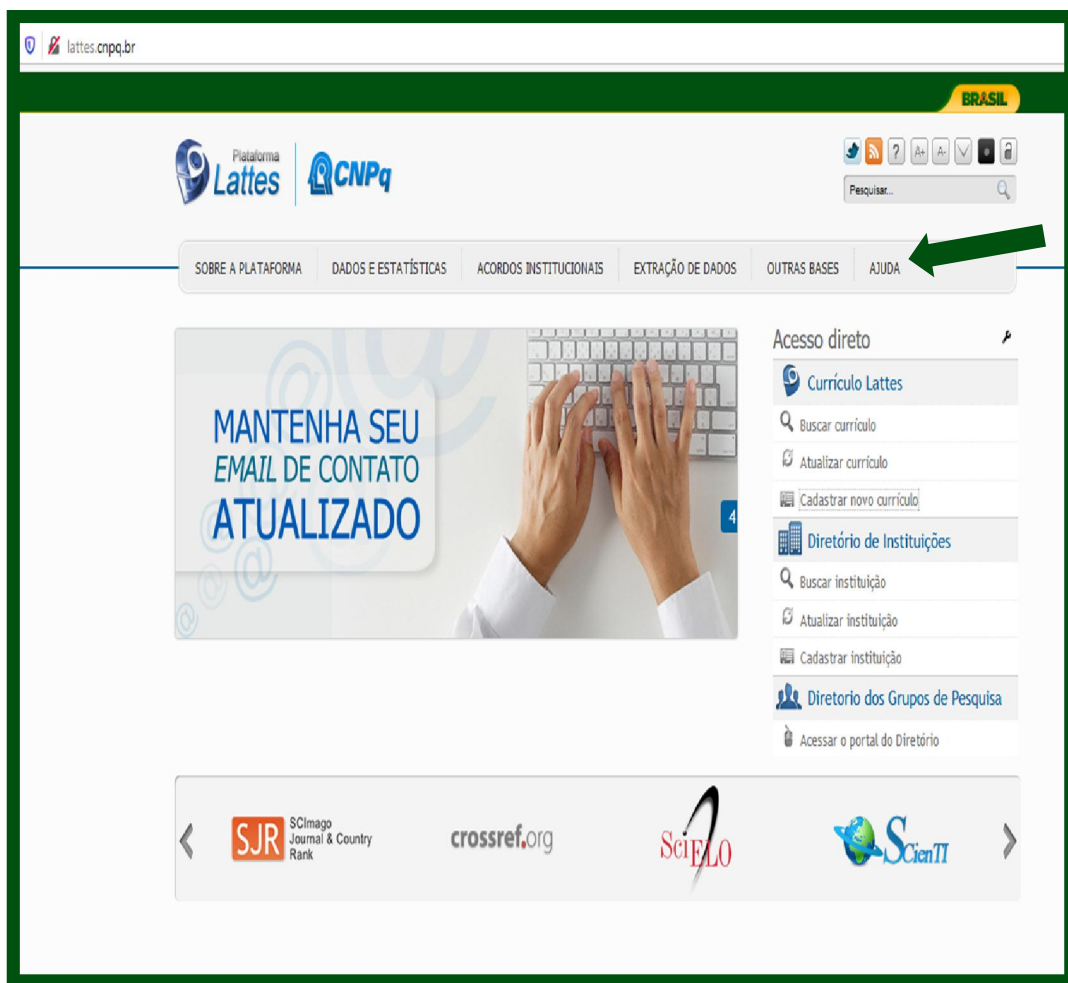 lattes.cnpq.br
BRASIL
Plataforma
Lattes
CNPq
? A+ A-
Pesquisar...
SOBRE A PLATAFORMA DADOS E ESTATÍSTICAS ACORDOS INSTITUCIONAIS EXTRAÇÃO DE DADOS OUTRAS BASES AJUDA
MANTENHA SEU
EMAIL DE CONTATO
ATUALIZADO
4
Acesso direto
Currículo Lattes
Buscar currículo
Atualizar currículo
Cadastrar novo currículo
Diretório de Instituições
Buscar instituição
Atualizar instituição
Cadastrar instituição
Diretorio dos Grupos de Pesquisa
Acessar o portal do Diretório
SJR
SCImago
Journal & Country
Rank
crossref.org
SciELO
ScienTI